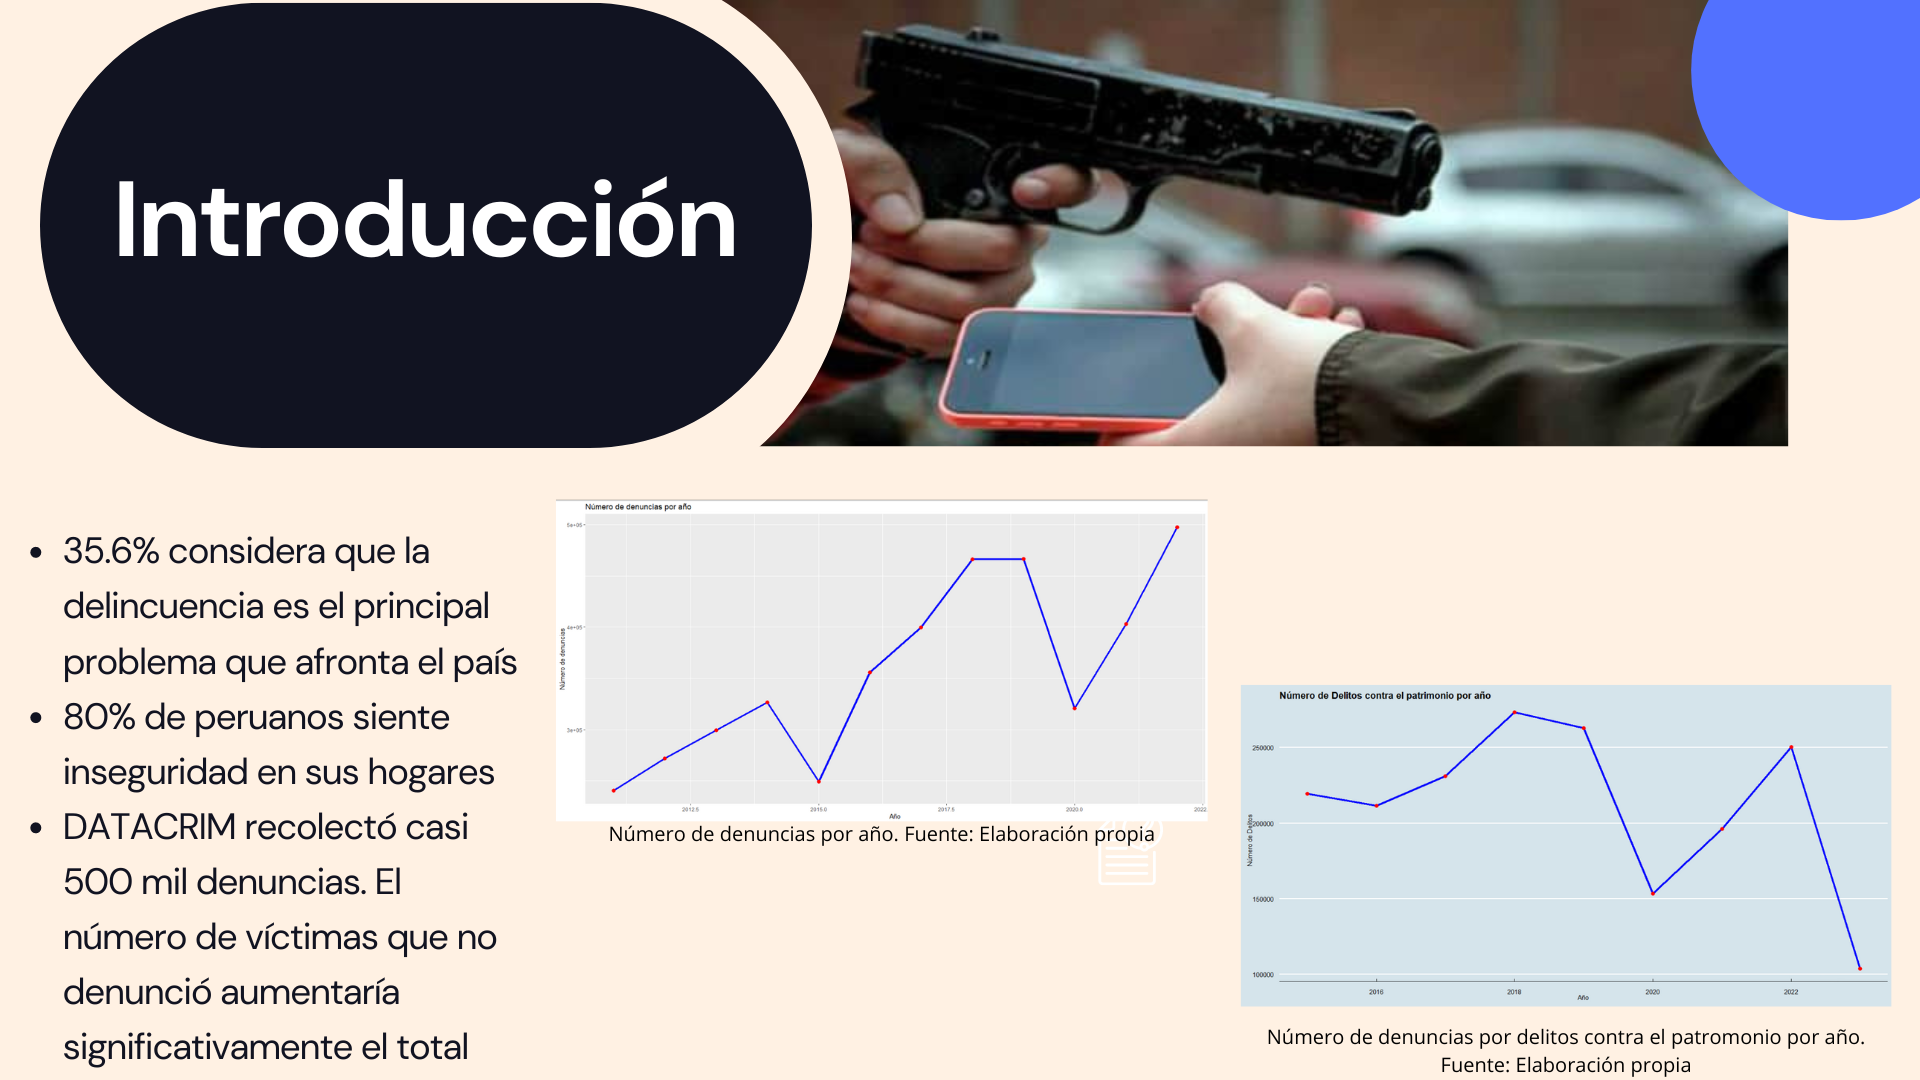 Introducción
35.6% considera que la
delincuencia es el principal
problema que afronta el país
80% de peruanos siente
inseguridad en sus hogares
DATACRIM recolectó casi
500 mil denuncias. El
número de víctimas que no
denunció aumentaría
significativamente el total
Número de denuncias por año
Número de denuncias
5e+05
4e+05
3e+05
2012.5 2015.0 2017.5 2020.0 2022.
Año
Número de denuncias por año. Fuente: Elaboración propia
Número de Delitos contra el patrimonio por año
Número de Delitos
250000
200000
150000
100000
2016 2018 2020 2022
Año
Número de denuncias por delitos contra el patromonio por año.
Fuente: Elaboración propia